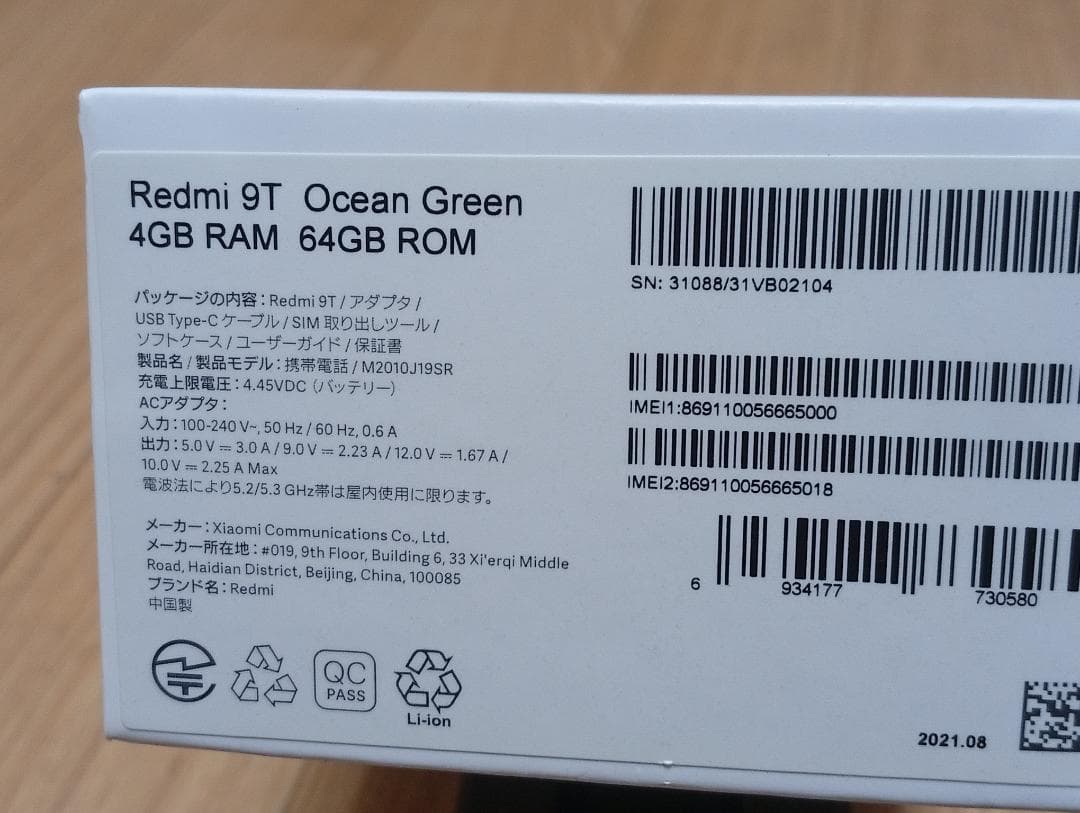 Redmi 9T Ocean Green
4GB RAM 64GB ROM
パッケージの内容：Redmi 9T / アダプタ /
USB Type-C ケーブル / SIM 取り出しツール /
ソフトケース / ユーザーガイド / 保証書
製品名 / 製品モデル：携帯電話 / M2010J19SR
充電上限電圧：4.45VDC（バッテリー）
ACアダプタ：
入力：100-240 V~, 50 Hz / 60 Hz, 0.6 A
出力：5.0 V ⎓ 3.0 A / 9.0 V ⎓ 2.23 A / 12.0 V ⎓ 1.67 A /
10.0 V ⎓ 2.25 A Max
電波法により5.2/5.3 GHz帯は屋内使用に限ります。
メーカー：Xiaomi Communications Co., Ltd.
メーカー所在地：#019, 9th Floor, Building 6, 33 Xi'erqi Middle
Road, Haidian District, Beijing, China, 100085
ブランド名：Redmi
中国製
QC
PASS
Li-ion
SN: 31088/31VB02104
IMEI1:869110056665000
IMEI2:869110056665018
6 934177 730580
2021.08